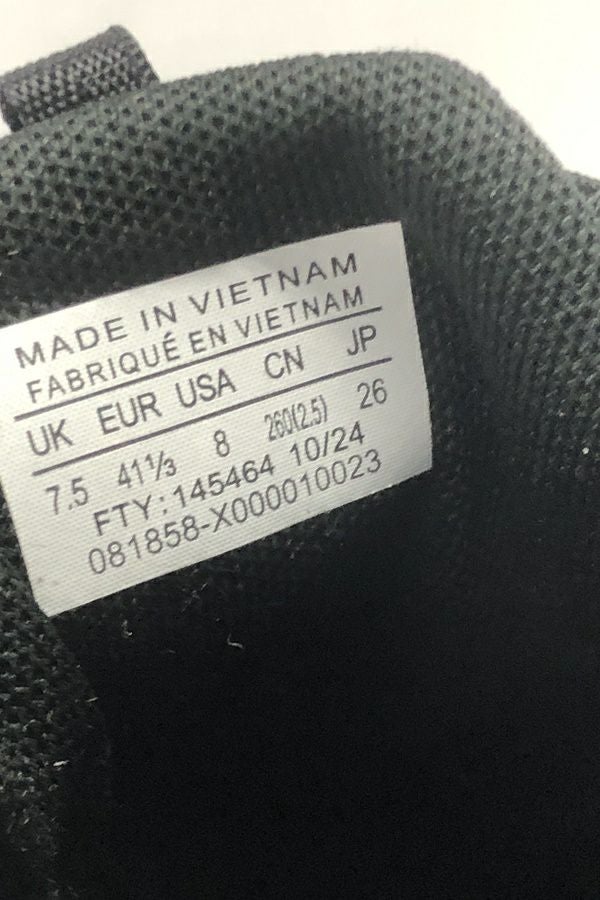 MADE IN VIETNAM
FABRIQUÉ EN VIETNAM
UK EUR USA CN JP
7.5 41⅓ 8 260(2.5) 26
FTY:145464 10/24
081858-X000010023